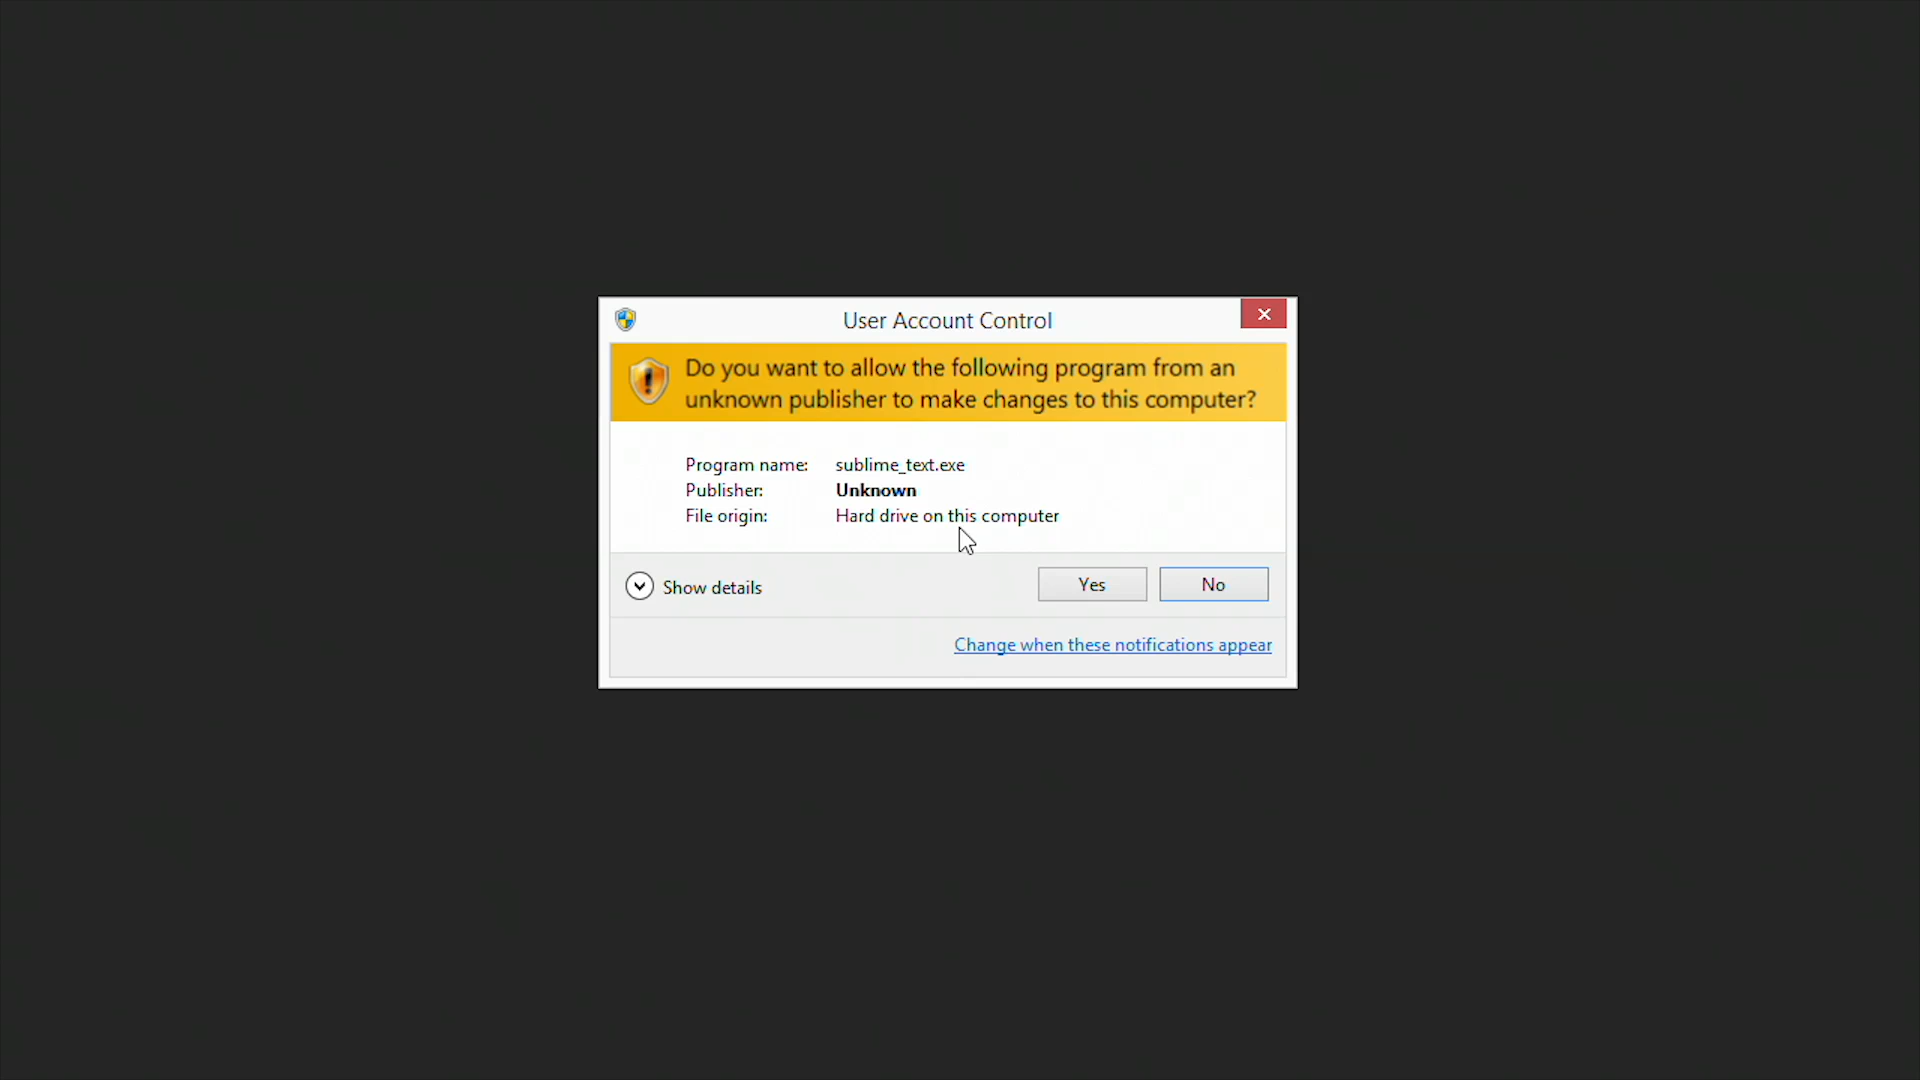 User Account Control
Do you want to allow the following program from an
unknown publisher to make changes to this computer?
Program name: sublime_text.exe
Publisher: Unknown
File origin: Hard drive on this computer
Show details
Yes
No
Change when these notifications appear